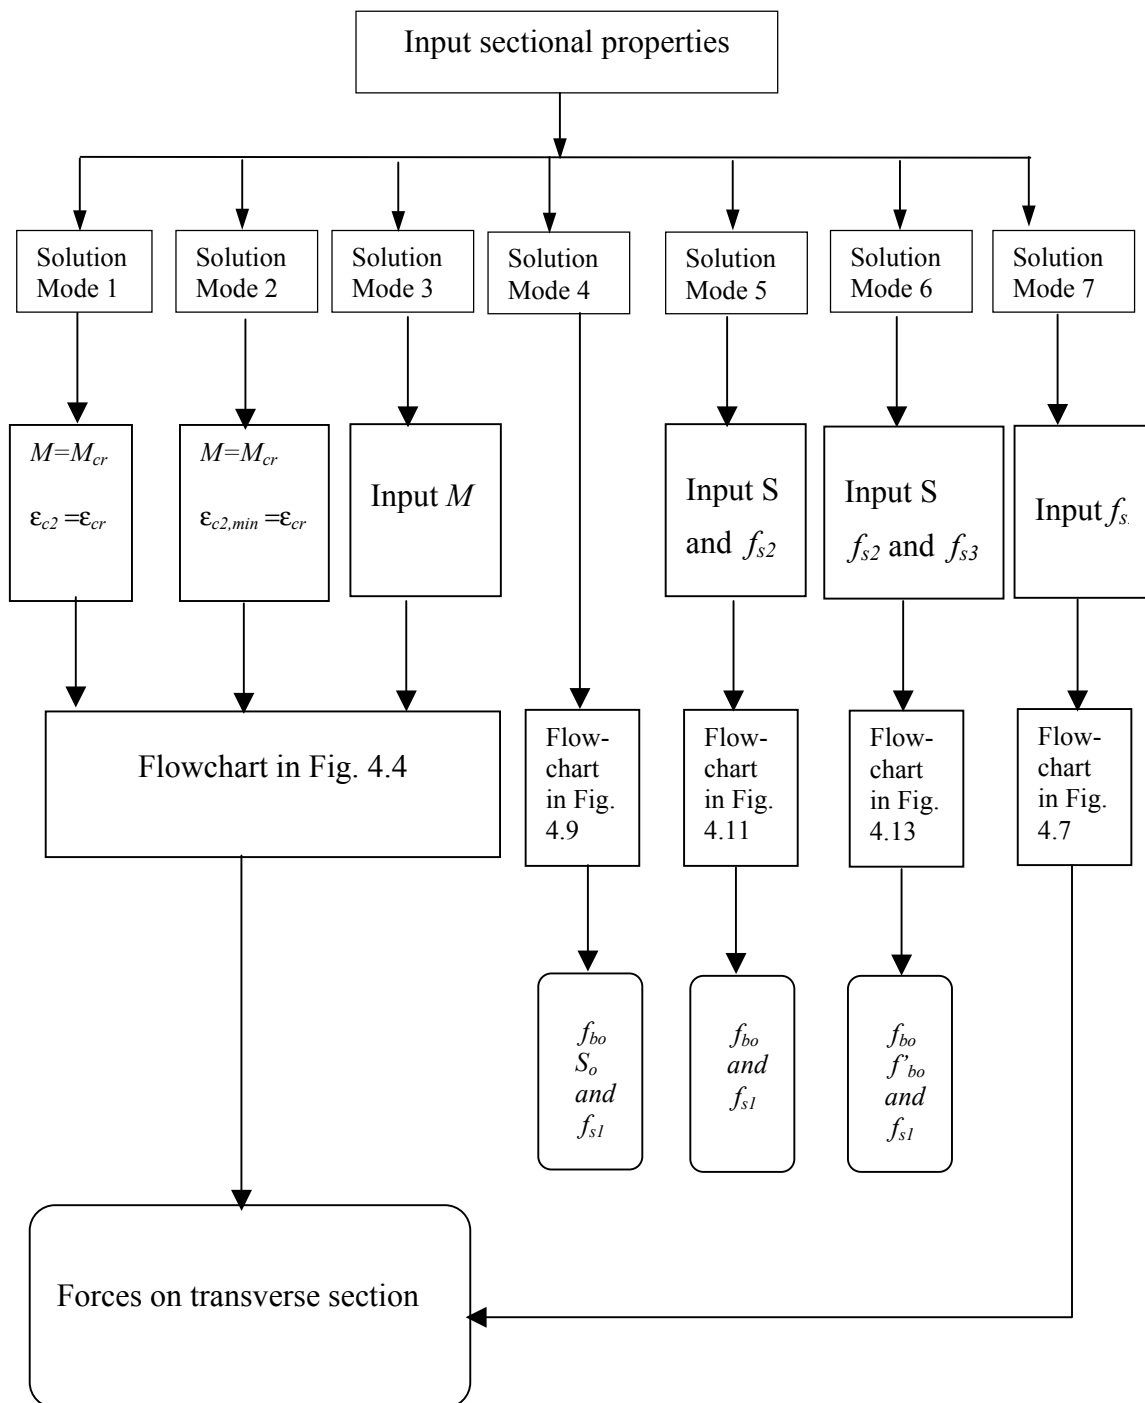 Input sectional properties
Solution
Mode 1
Solution
Mode 2
Solution
Mode 3
Solution
Mode 4
Solution
Mode 5
Solution
Mode 6
Solution
Mode 7
M=Mcr
εc2 =εcr
M=Mcr
εc2,min =εcr
Input M
Input S
and fs2
Input S
fs2 and fs3
Input fs
Flowchart in Fig. 4.4
Flow-
chart
in Fig.
4.9
Flow-
chart
in Fig.
4.11
Flow-
chart
in Fig.
4.13
Flow-
chart
in Fig.
4.7
fbo
So
and
fs1
fbo
and
fs1
fbo
f'bo
and
fs1
Forces on transverse section